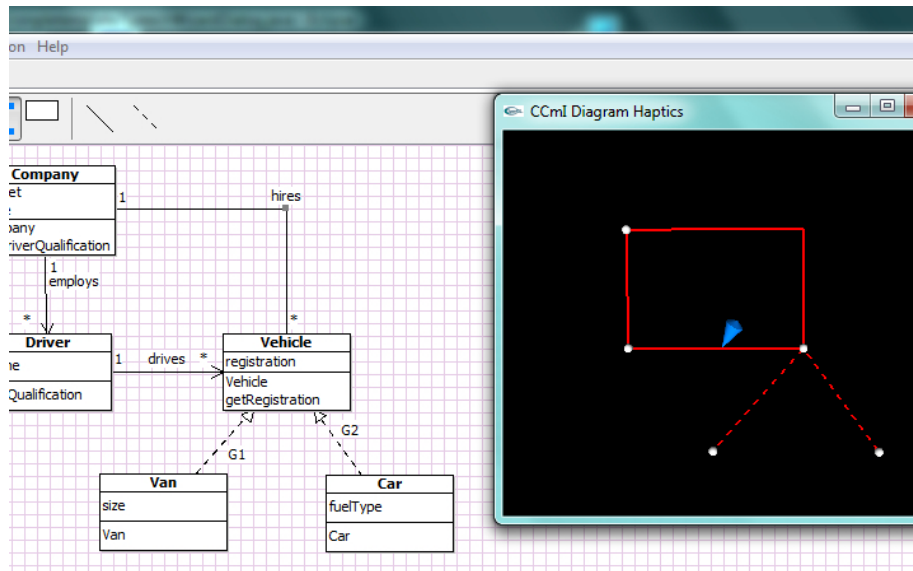 on Help
CCmI Diagram Haptics
Company
et
e
pany
riverQualification
1
hires
1
employs
*
*
Driver
ne
Qualification
1 drives *
Vehicle
registration
Vehicle
getRegistration
G1
G2
Van
size
Van
Car
fuelType
Car